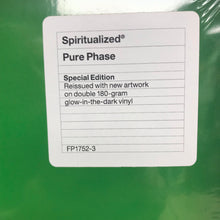 Spiritualized®
Pure Phase
Special Edition
Reissued with new artwork
on double 180-gram
glow-in-the-dark vinyl
FP1752-3